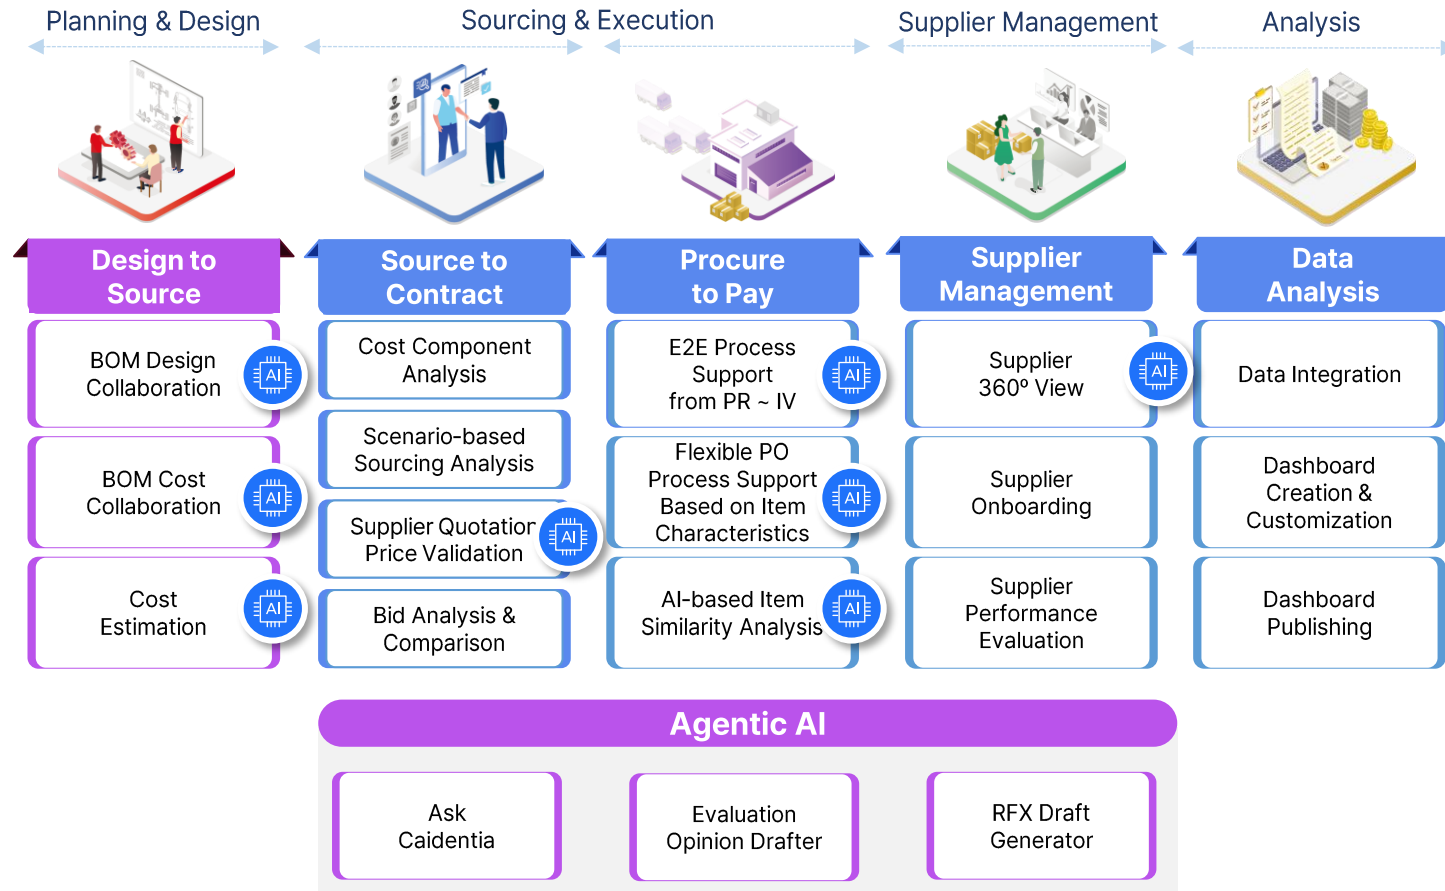 Planning & Design
Sourcing & Execution
Supplier Management
Analysis
Design to
Source
BOM Design
Collaboration
AI
BOM Cost
Collaboration
AI
Cost
Estimation
AI
Source to
Contract
Cost Component
Analysis
Scenario-based
Sourcing Analysis
Supplier Quotation
Price Validation
AI
Bid Analysis &
Comparison
Procure
to Pay
E2E Process
Support
from PR ~ IV
AI
Flexible PO
Process Support
Based on Item
Characteristics
AI
AI-based Item
Similarity Analysis
AI
Supplier
Management
Supplier
360º View
AI
Supplier
Onboarding
Supplier
Performance
Evaluation
Data
Analysis
Data Integration
Dashboard
Creation &
Customization
Dashboard
Publishing
Agentic AI
Ask
Caidentia
Evaluation
Opinion Drafter
RFX Draft
Generator